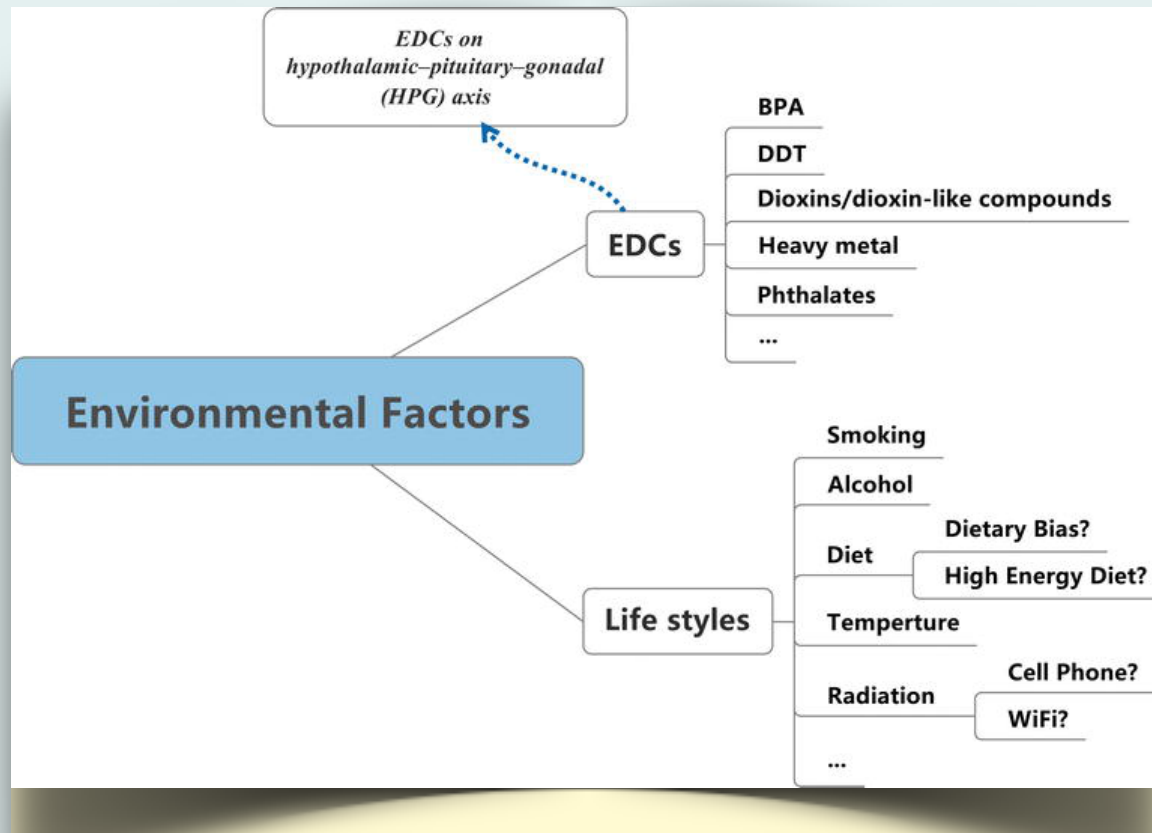 EDCs on
hypothalamic–pituitary–gonadal
(HPG) axis
BPA
DDT
Dioxins/dioxin-like compounds
EDCs
Heavy metal
Phthalates
...
Environmental Factors
Smoking
Alcohol
Dietary Bias?
Diet
High Energy Diet?
Life styles
Temperture
Cell Phone?
Radiation
WiFi?
...